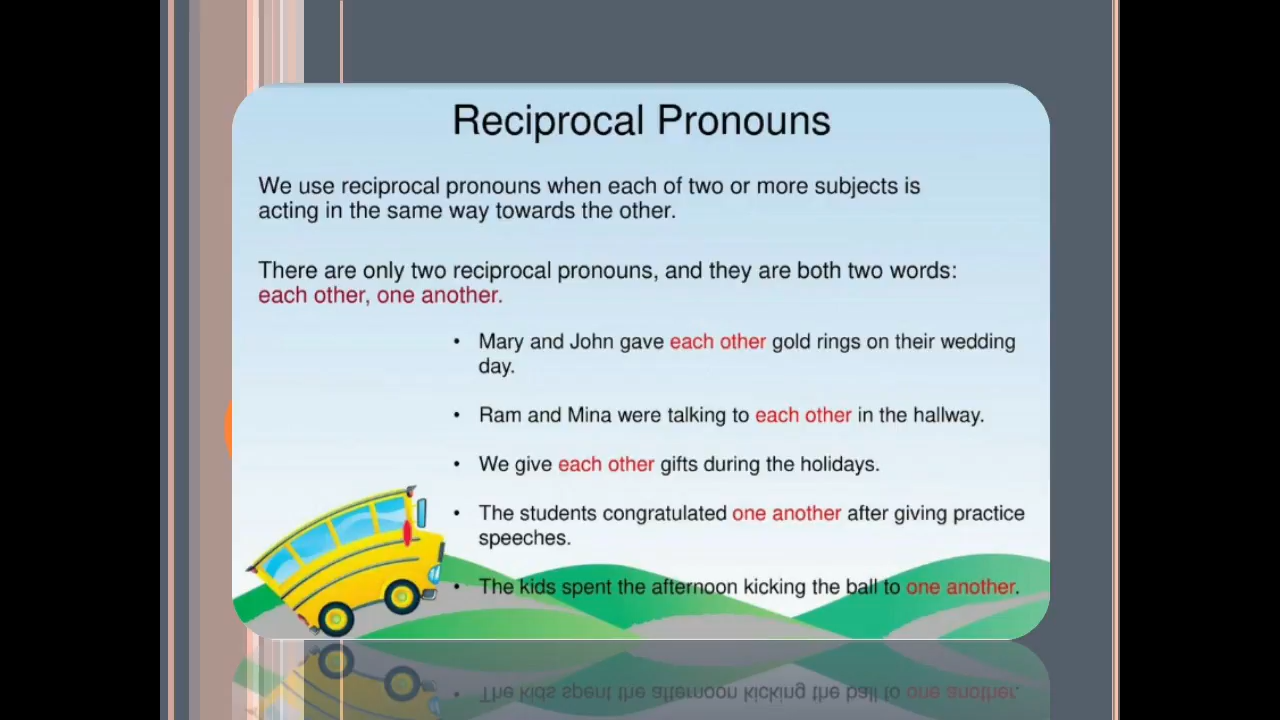 Reciprocal Pronouns
We use reciprocal pronouns when each of two or more subjects is
acting in the same way towards the other.
There are only two reciprocal pronouns, and they are both two words:
each other, one another.
• Mary and John gave each other gold rings on their wedding
day.
• Ram and Mina were talking to each other in the hallway.
• We give each other gifts during the holidays.
• The students congratulated one another after giving practice
speeches.
• The kids spent the afternoon kicking the ball to one another.